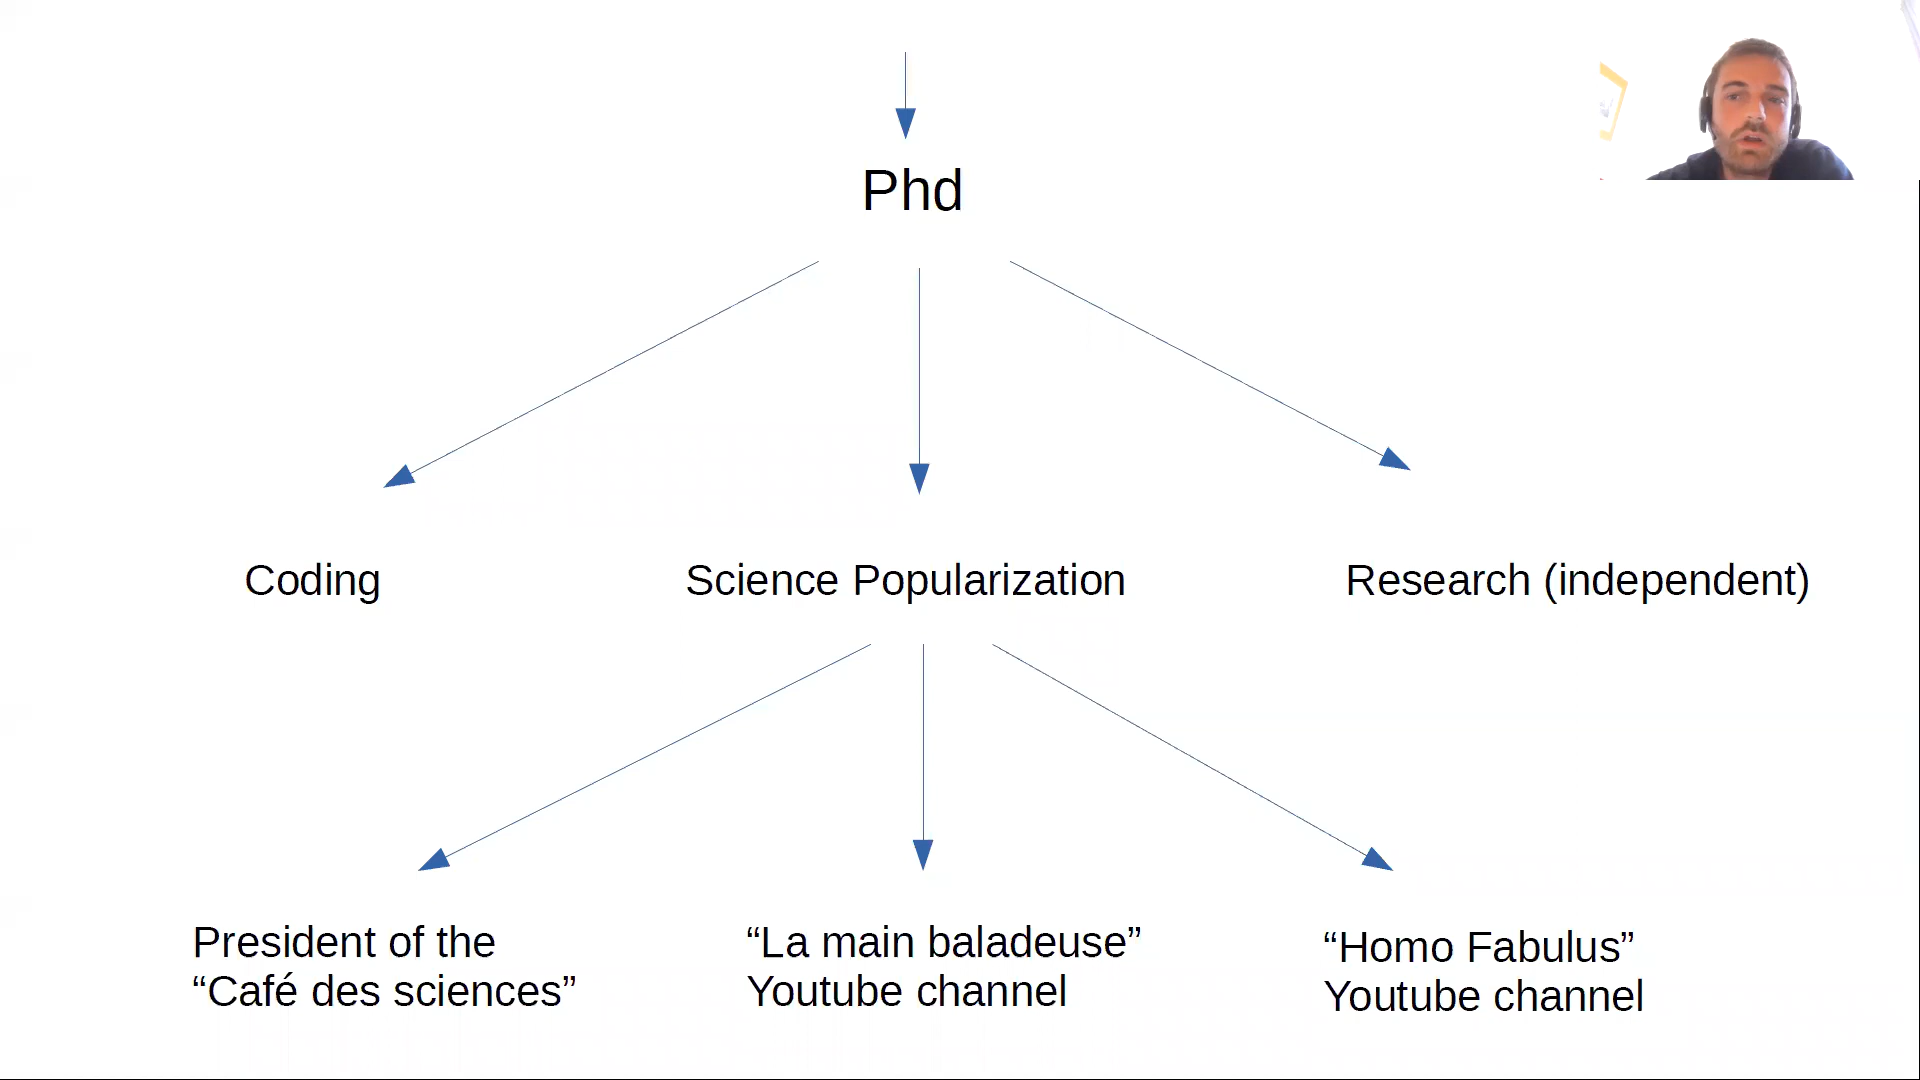 Phd
Coding
Science Popularization
Research (independent)
President of the
“Café des sciences”
“La main baladeuse”
Youtube channel
“Homo Fabulus”
Youtube channel